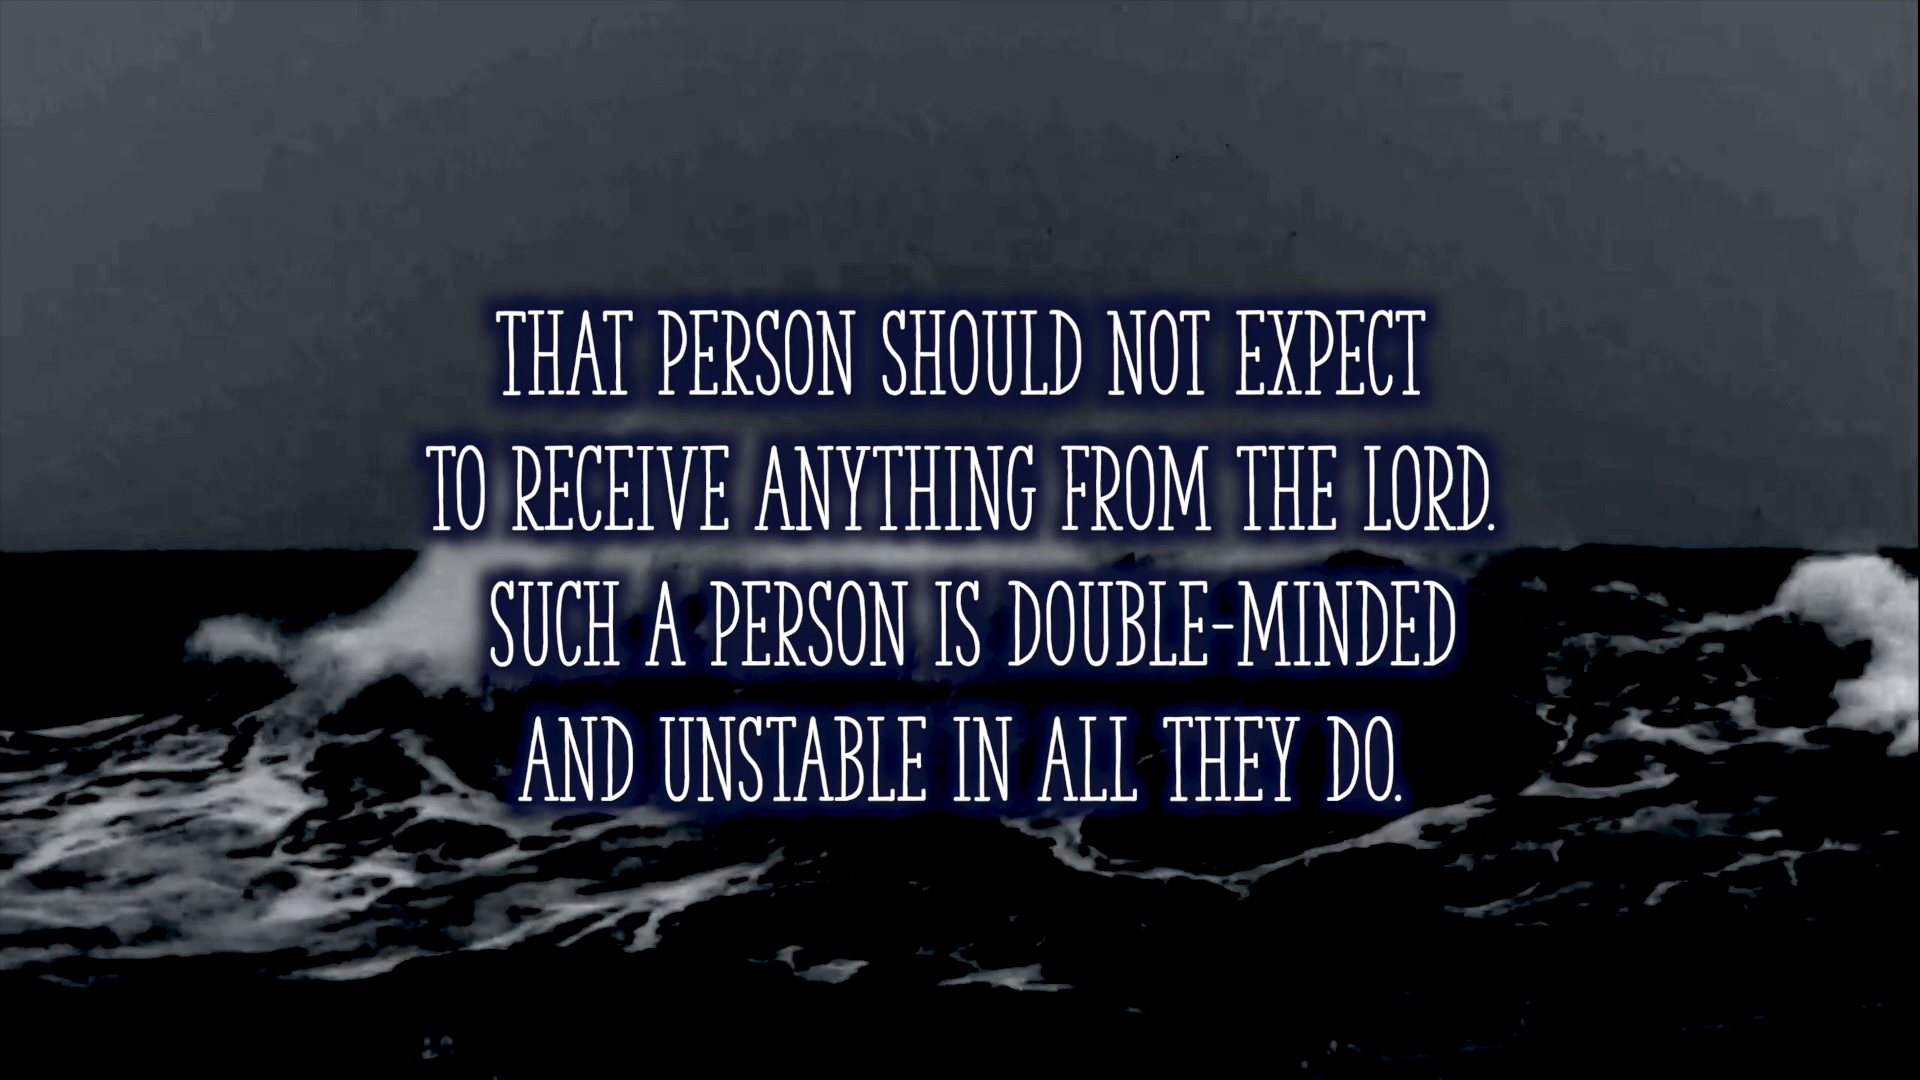 THAT PERSON SHOULD NOT EXPECT
TO RECEIVE ANYTHING FROM THE LORD.
SUCH A PERSON IS DOUBLE-MINDED
AND UNSTABLE IN ALL THEY DO.